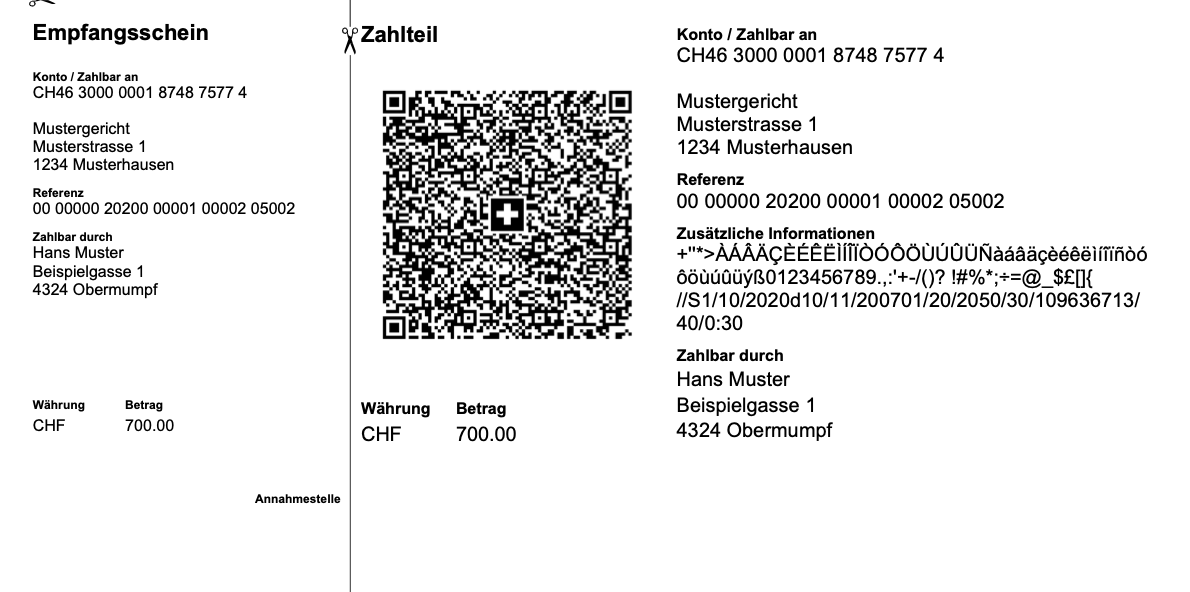 Empfangsschein
Konto / Zahlbar an
CH46 3000 0001 8748 7577 4
Mustergericht
Musterstrasse 1
1234 Musterhausen
Referenz
00 00000 20200 00001 00002 05002
Zahlbar durch
Hans Muster
Beispielgasse 1
4324 Obermumpf
Währung Betrag
CHF 700.00
Annahmestelle
Zahlteil
Währung Betrag
CHF 700.00
Konto / Zahlbar an
CH46 3000 0001 8748 7577 4
Mustergericht
Musterstrasse 1
1234 Musterhausen
Referenz
00 00000 20200 00001 00002 05002
Zusätzliche Informationen
+"*>ÀÁÂÄÇÈÉÊËÌÍÎÏÒÓÔÖÙÚÛÜÑàáâäçèéêëìíîïñòó
ôöùúûüýß0123456789.,:'+-/()? !#%*;÷=@_$£[]{
//S1/10/2020d10/11/200701/20/2050/30/109636713/
40/0:30
Zahlbar durch
Hans Muster
Beispielgasse 1
4324 Obermumpf